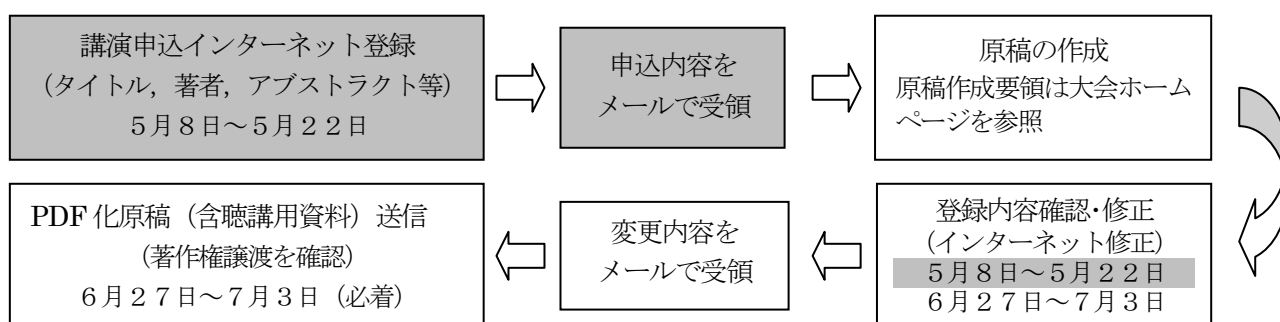 講演申込インターネット登録
(タイトル，著者，アブストラクト等)
５月８日～５月２２日
申込内容を
メールで受領
原稿の作成
原稿作成要領は大会ホーム
ページを参照
登録内容確認･修正
(インターネット修正)
５月８日～５月２２日
６月２７日～７月３日
変更内容を
メールで受領
PDF 化原稿（含聴講用資料）送信
(著作権譲渡を確認)
６月２７日～７月３日（必着）